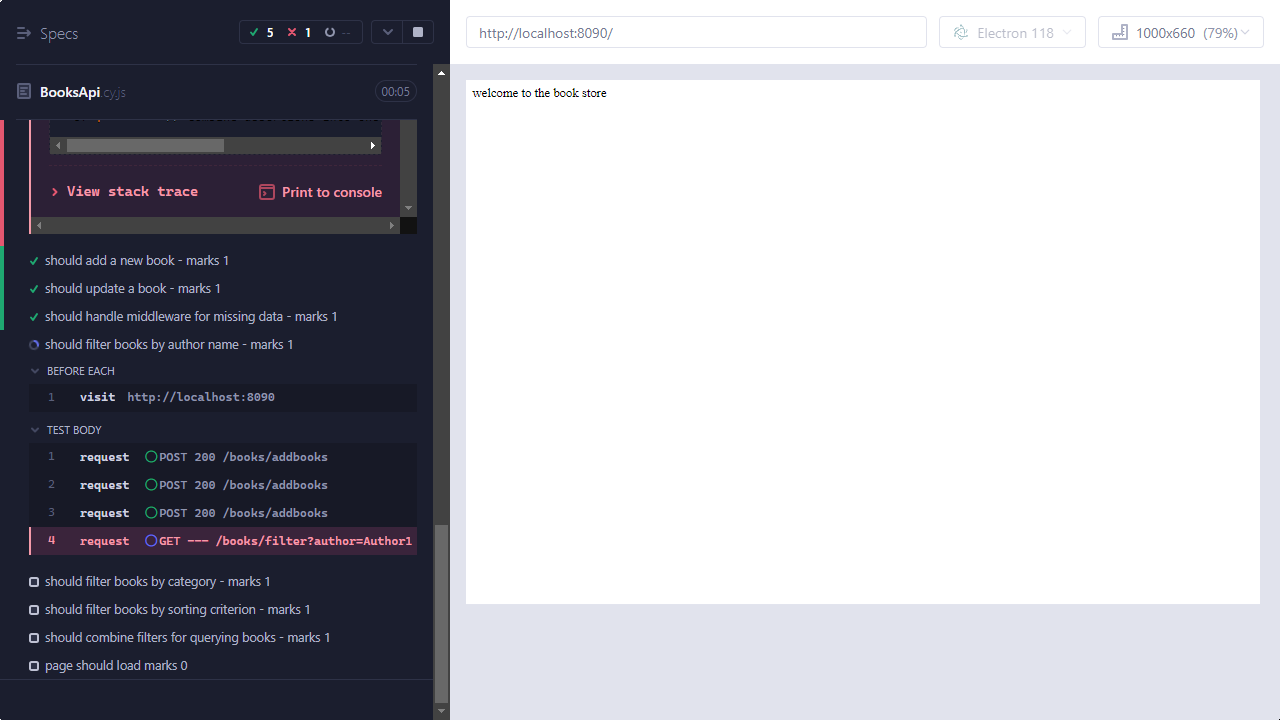 Specs
5 1 --
http://localhost:8090/
Electron 118
1000x660 (79%)
BooksApi.cy.js
00:05
View stack trace
Print to console
should add a new book - marks 1
should update a book - marks 1
should handle middleware for missing data - marks 1
should filter books by author name - marks 1
BEFORE EACH
1 visit http://localhost:8090
TEST BODY
1 request POST 200 /books/addbooks
2 request POST 200 /books/addbooks
3 request POST 200 /books/addbooks
4 request GET --- /books/filter?author=Author1
should filter books by category - marks 1
should filter books by sorting criterion - marks 1
should combine filters for querying books - marks 1
page should load marks 0
welcome to the book store